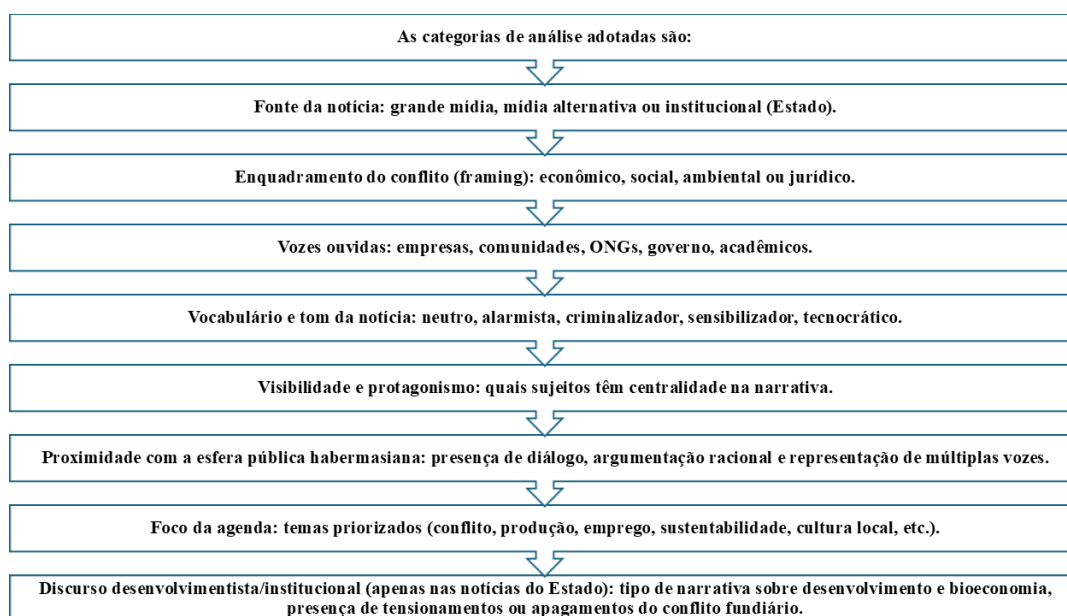 As categorias de análise adotadas são:
Fonte da notícia: grande mídia, mídia alternativa ou institucional (Estado).
Enquadramento do conflito (framing): econômico, social, ambiental ou jurídico.
Vozes ouvidas: empresas, comunidades, ONGs, governo, acadêmicos.
Vocabulário e tom da notícia: neutro, alarmista, criminalizador, sensibilizador, tecnocrático.
Visibilidade e protagonismo: quais sujeitos têm centralidade na narrativa.
Proximidade com a esfera pública habermasiana: presença de diálogo, argumentação racional e representação de múltiplas vozes.
Foco da agenda: temas priorizados (conflito, produção, emprego, sustentabilidade, cultura local, etc.).
Discurso desenvolvimentista/institucional (apenas nas notícias do Estado): tipo de narrativa sobre desenvolvimento e bioeconomia,
presença de tensionamentos ou apagamentos do conflito fundiário.